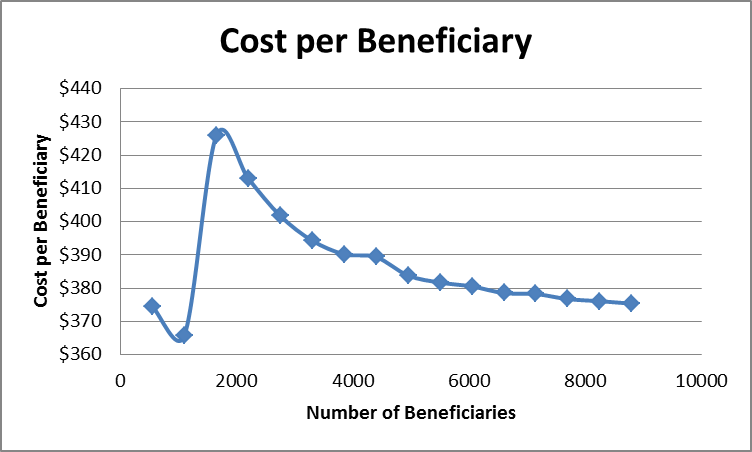 Cost per Beneficiary
$440
$430
$420
$410
$400
$390
$380
$370
$360
Cost per Beneficiary
0 2000 4000 6000 8000 10000
Number of Beneficiaries